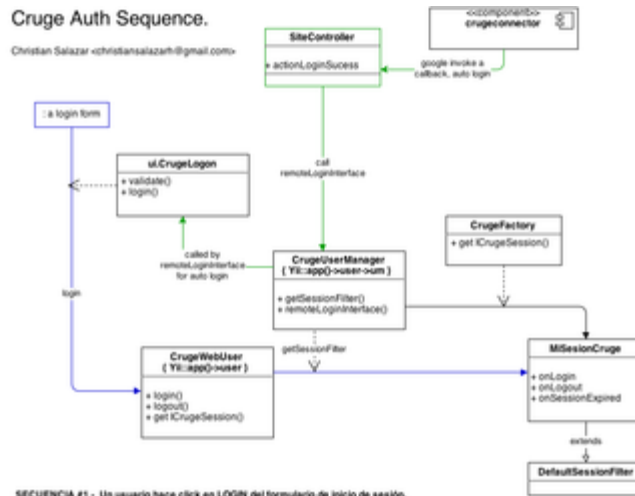 Cruge Auth Sequence.
Christian Salazar <christiansalazarh@gmail.com>
<<component>>
crugeconnector
SiteController
+ actionLoginSucess
google invoke a
callback, auto login
: a login form
ui.CrugeLogon
+ validate()
+ login()
call
remoteLoginInterface
CrugeFactory
+ get ICrugeSession()
called by
remoteLoginInterface
for auto login
CrugeUserManager
( Yii::app()->user->um )
+ getSessionFilter()
+ remoteLoginInterface()
login
getSessionFilter
CrugeWebUser
( Yii::app()->user )
+ login()
+ logout()
+ get ICrugeSession()
MiSesionCruge
+ onLogin
+ onLogout
+ onSessionExpired
extends
DefaultSessionFilter
SECUENCIA #1 - Un usuario hace click en LOGIN del formulario de inicio de sesión